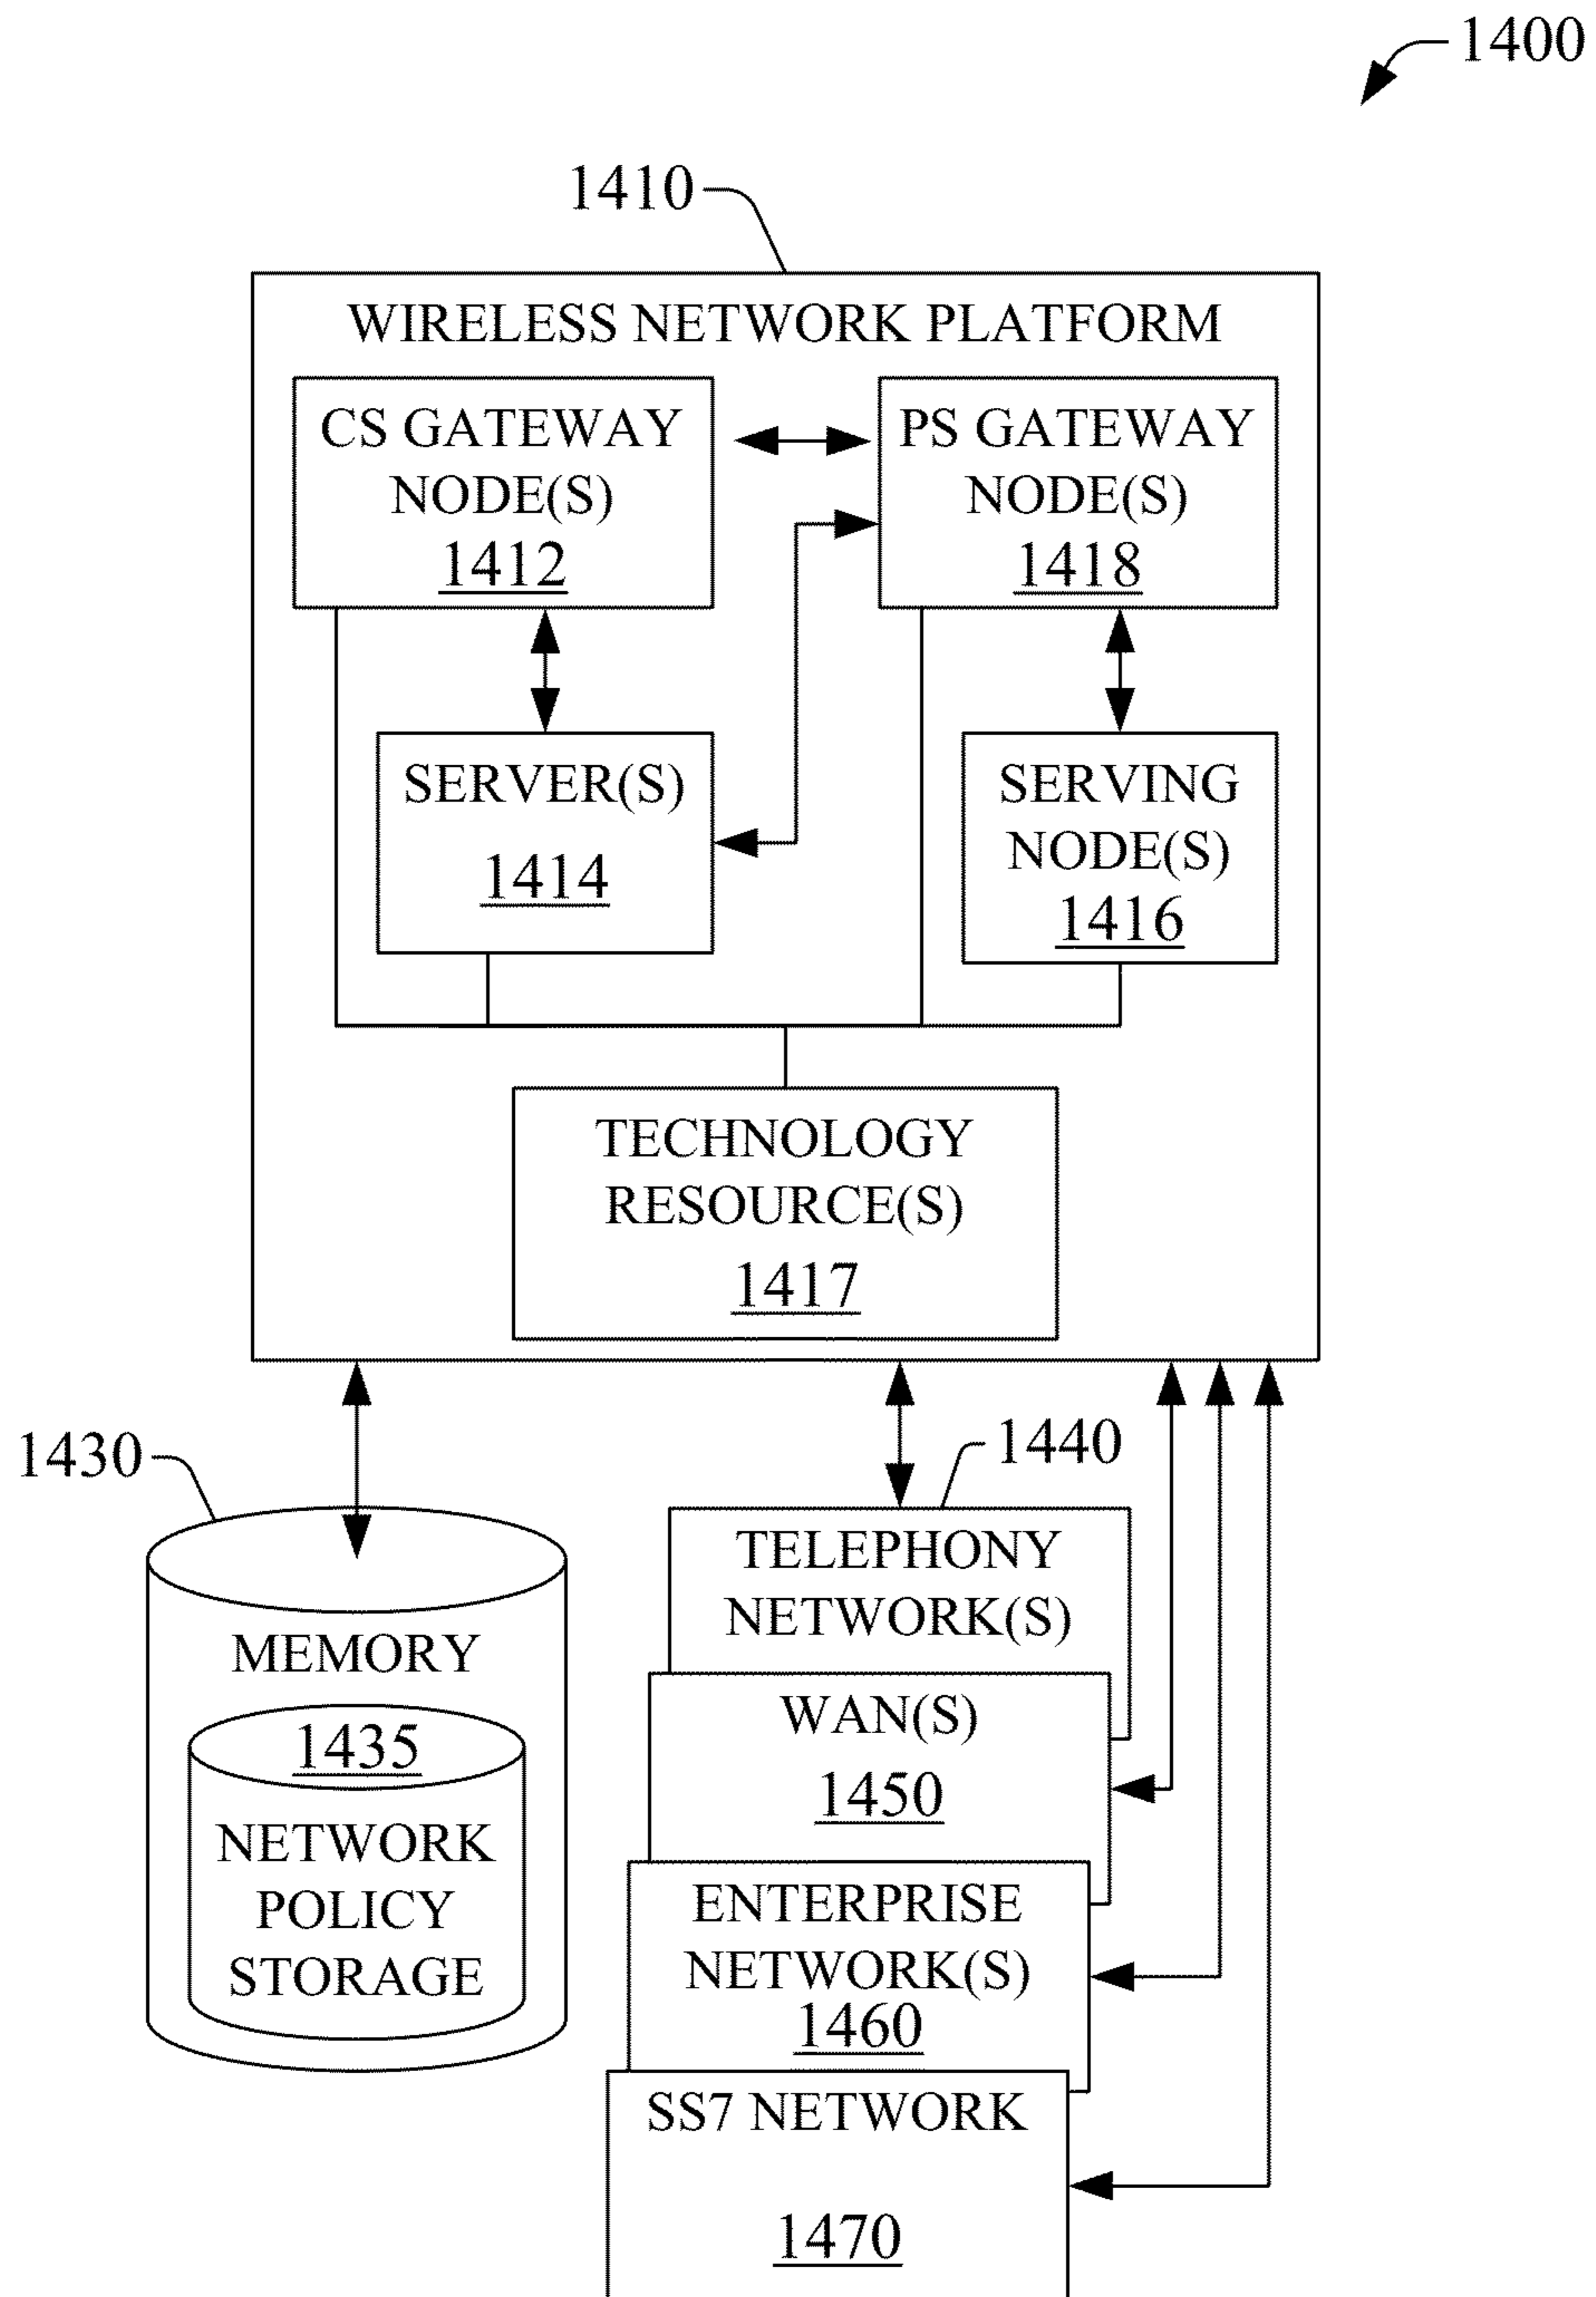 1400
1410
WIRELESS NETWORK PLATFORM
CS GATEWAY
NODE(S)
1412
PS GATEWAY
NODE(S)
1418
SERVER(S)
1414
SERVING
NODE(S)
1416
TECHNOLOGY
RESOURCE(S)
1417
1430
MEMORY
1435
NETWORK
POLICY
STORAGE
1440
TELEPHONY
NETWORK(S)
WAN(S)
1450
ENTERPRISE
NETWORK(S)
1460
SS7 NETWORK
1470